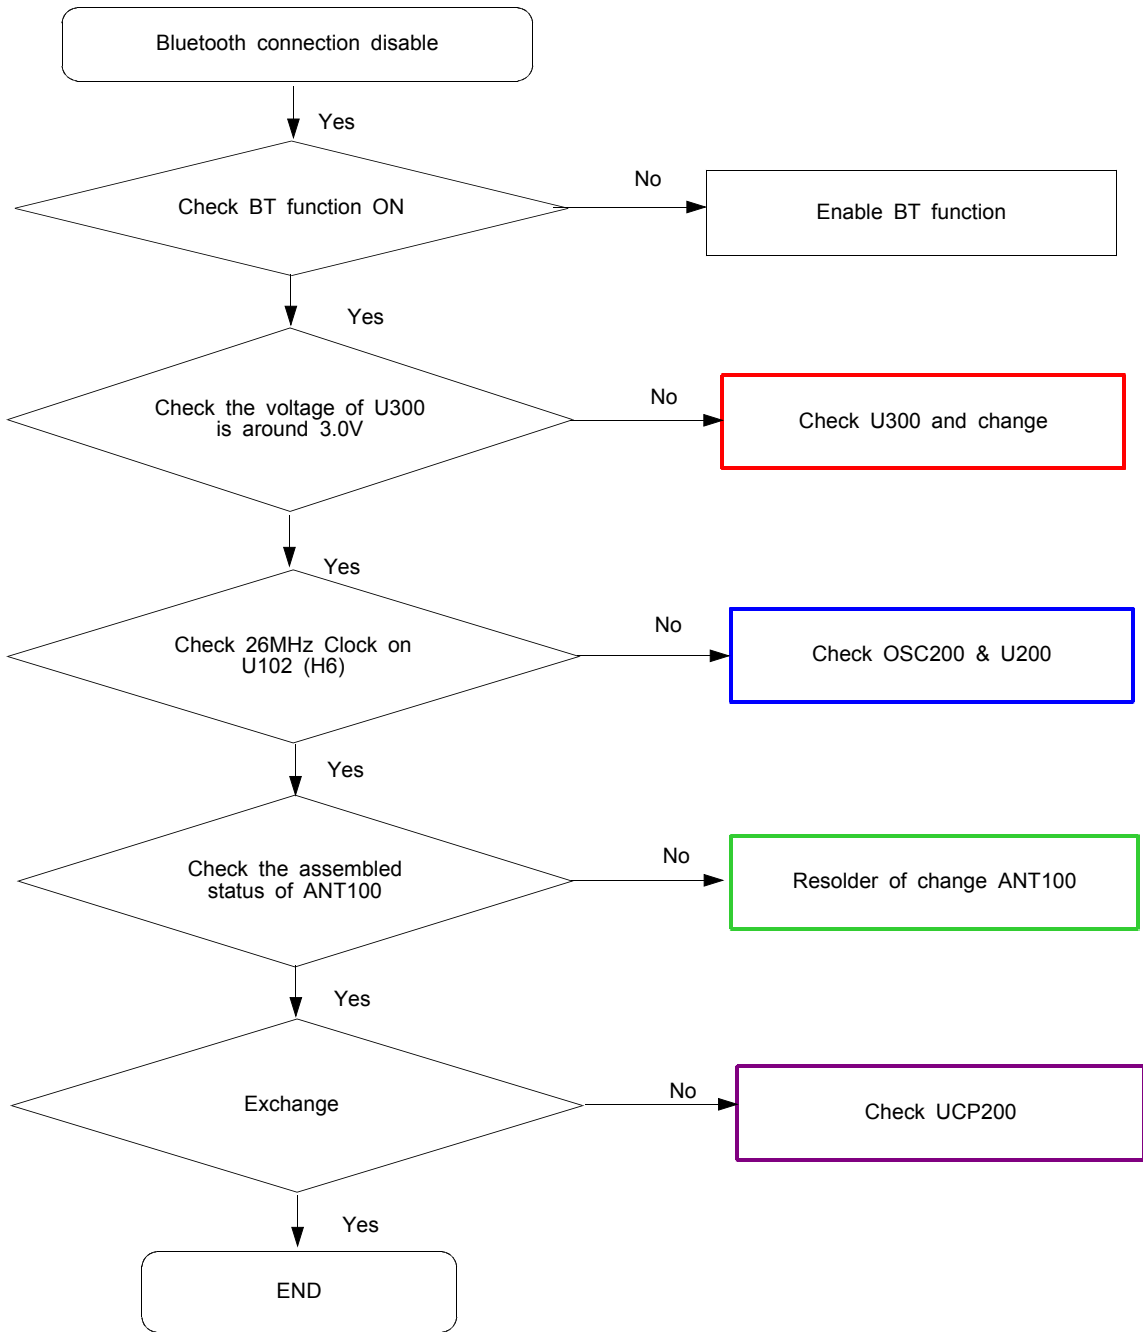 Bluetooth connection disable
Yes
Check BT function ON
No
Enable BT function
Yes
Check the voltage of U300
is around 3.0V
No
Check U300 and change
Yes
Check 26MHz Clock on
U102 (H6)
No
Check OSC200 & U200
Yes
Check the assembled
status of ANT100
No
Resolder of change ANT100
Yes
Exchange
No
Check UCP200
Yes
END